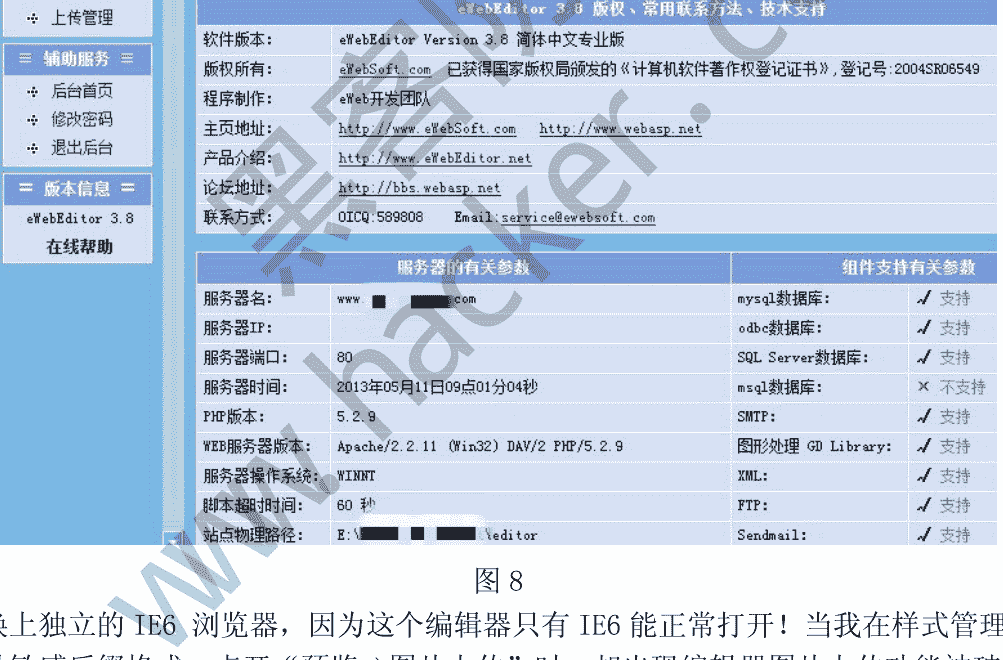 上传管理
辅助服务
后台首页
修改密码
退出后台
版本信息
eWebEditor 3.8
在线帮助
eWebEditor 3.8 版权、常用联系方法、技术支持
软件版本: eWebEditor Version 3.8 简体中文专业版
版权所有: eWebSoft.com 已获得国家版权局颁发的《计算机软件著作权登记证书》,登记号:2004SR06549
程序制作: eWeb开发团队
主页地址: http://www.eWebSoft.com http://www.webasp.net
产品介绍: http://www.eWebEditor.net
论坛地址: http://bbs.webasp.net
联系方式: OICQ:589808 Email:service@ewebsoft.com
服务器的有关参数 组件支持有关参数
服务器名: www. com mysql数据库: √ 支持
服务器IP: odbc数据库: √ 支持
服务器端口: 80 SQL Server数据库: √ 支持
服务器时间: 2013年05月11日09点01分04秒 msql数据库: × 不支持
PHP版本: 5.2.9 SMTP: √ 支持
WEB服务器版本: Apache/2.2.11 (Win32) DAV/2 PHP/5.2.9 图形处理 GD Library: √ 支持
服务器操作系统: WINNT XML: √ 支持
脚本超时时间: 60 秒 FTP: √ 支持
站点物理路径: E:\ \editor Sendmail: √ 支持
图 8
换上独立的 IE6 浏览器，因为这个编辑器只有 IE6 能正常打开！当我在样式管理
黑客
www.hacker.c